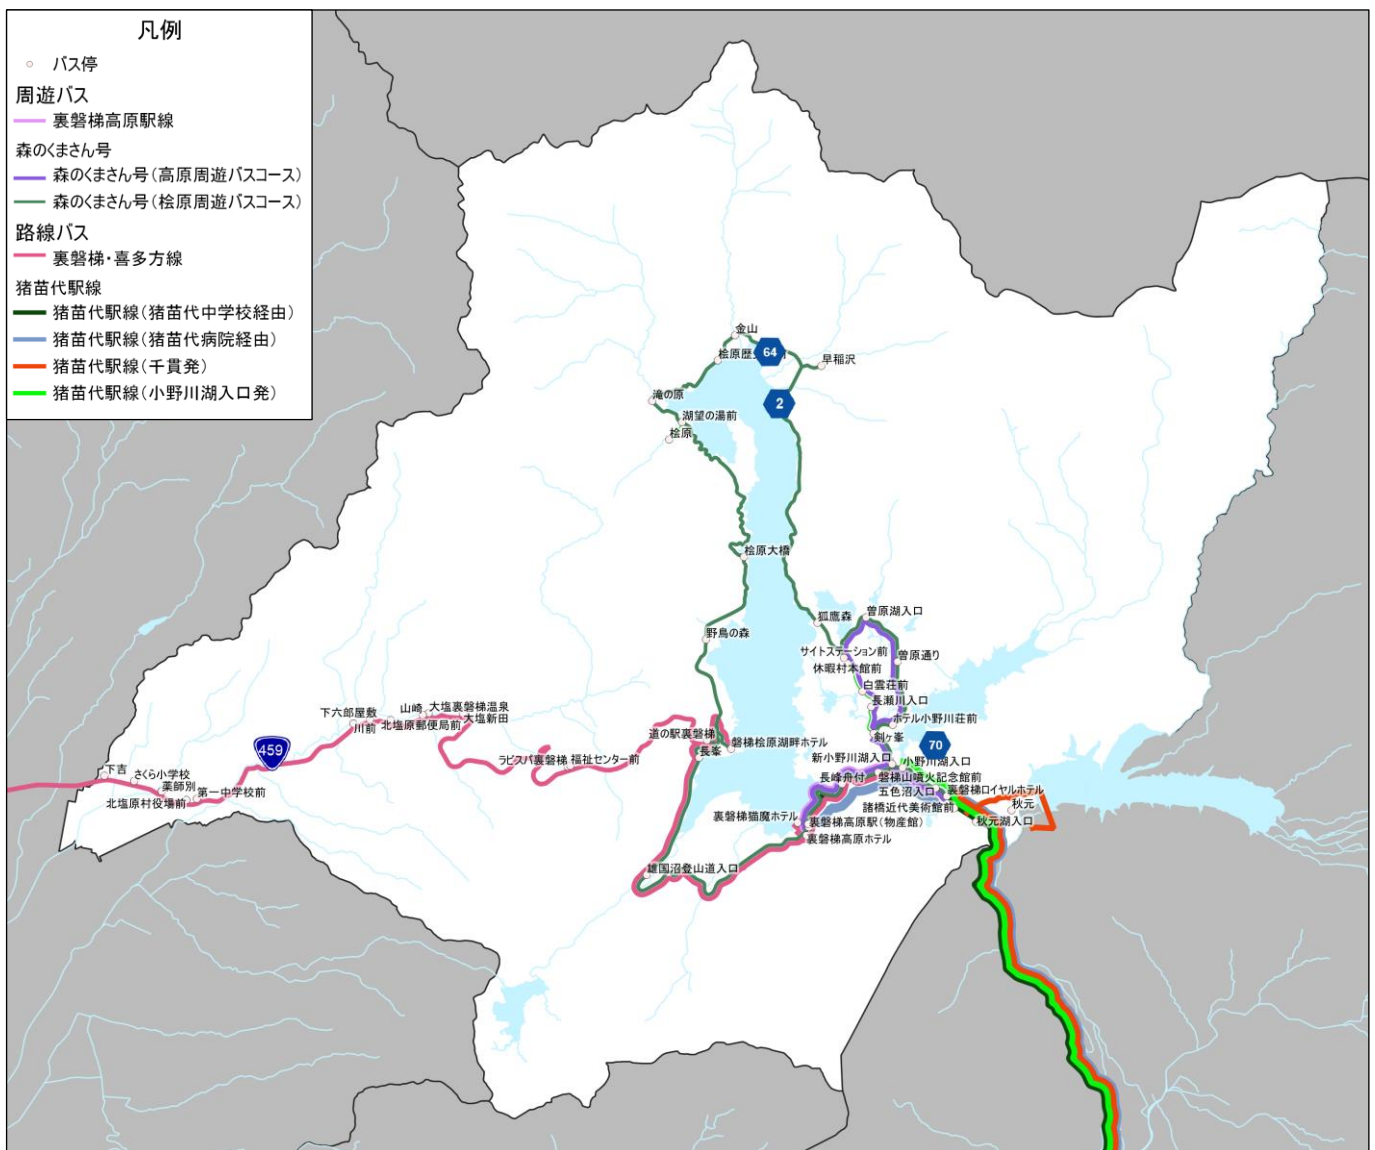 凡例
バス停
周遊バス
裏磐梯高原駅線
森のくまさん号
森のくまさん号(高原周遊バスコース)
森のくまさん号(桧原周遊バスコース)
路線バス
裏磐梯・喜多方線
猪苗代駅線
猪苗代駅線(猪苗代中学校経由)
猪苗代駅線(猪苗代病院経由)
猪苗代駅線(千貫発)
猪苗代駅線(小野川湖入口発)
金山
桧原歴史
64
早稲沢
滝の原
2
湖望の湯前
桧原
桧原大橋
狐鷹森
曽原湖入口
野鳥の森
サイトステーション前
曽原通り
休暇村本館前
白雲荘前
長瀬川入口
ホテル小野川荘前
剣ヶ峯
70
下六郎屋敷
川前
山崎
北塩原郵便局前
大塩裏磐梯温泉
大塩新田
459
道の駅裏磐梯
長峯
磐梯桧原湖畔ホテル
ラビスパ裏磐梯
福祉センター前
新小野川湖入口
小野川湖入口
下吉
さくら小学校
薬師別
北塩原村役場前
第一中学校前
長峰舟付
磐梯山噴火記念館前
五色沼入口
裏磐梯ロイヤルホテル
諸橋近代美術館前
秋元
秋元湖入口
裏磐梯猫魔ホテル
裏磐梯高原駅(物産館)
裏磐梯高原ホテル
雄国沼登山道入口